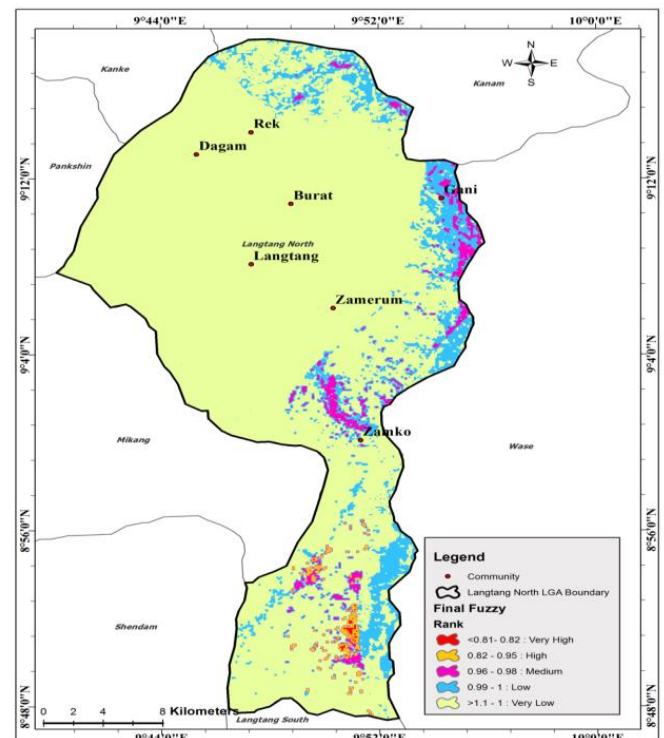 9°44'0"E 9°52'0"E 10°0'0"E
Kanke
N
W E
S
Kanam
Rek
Dagam
Pankshin
9°12'0"N 9°12'0"N
Gani
Burat
Langtang North
Langtang
Zamerum
9°4'0"N 9°4'0"N
Mikang
Zamko
Wase
8°56'0"N 8°56'0"N
Legend
Community
Langtang North LGA Boundary
Final Fuzzy
Rank
<0.81- 0.82 : Very High
0.82 - 0.95 : High
0.96 - 0.98 : Medium
0.99 - 1 : Low
>1.1 - 1 : Very Low
Shendam
8°48'0"N 8°48'0"N
0 2 4 8 Kilometers
Langtang South
9°44'0"E 9°52'0"E 10°0'0"E